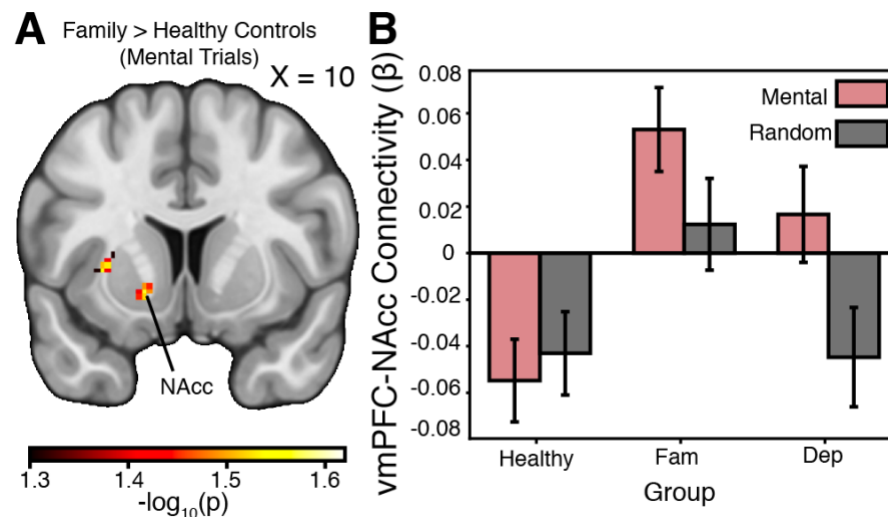 A
Family > Healthy Controls
(Mental Trials)
X = 10
NAcc
1.3 1.4 1.5 1.6
-log10(p)
B
vmPFC-NAcc Connectivity (β)
0.08
0.06
0.04
0.02
0
-0.02
-0.04
-0.06
-0.08
Mental
Random
Healthy Fam Dep
Group